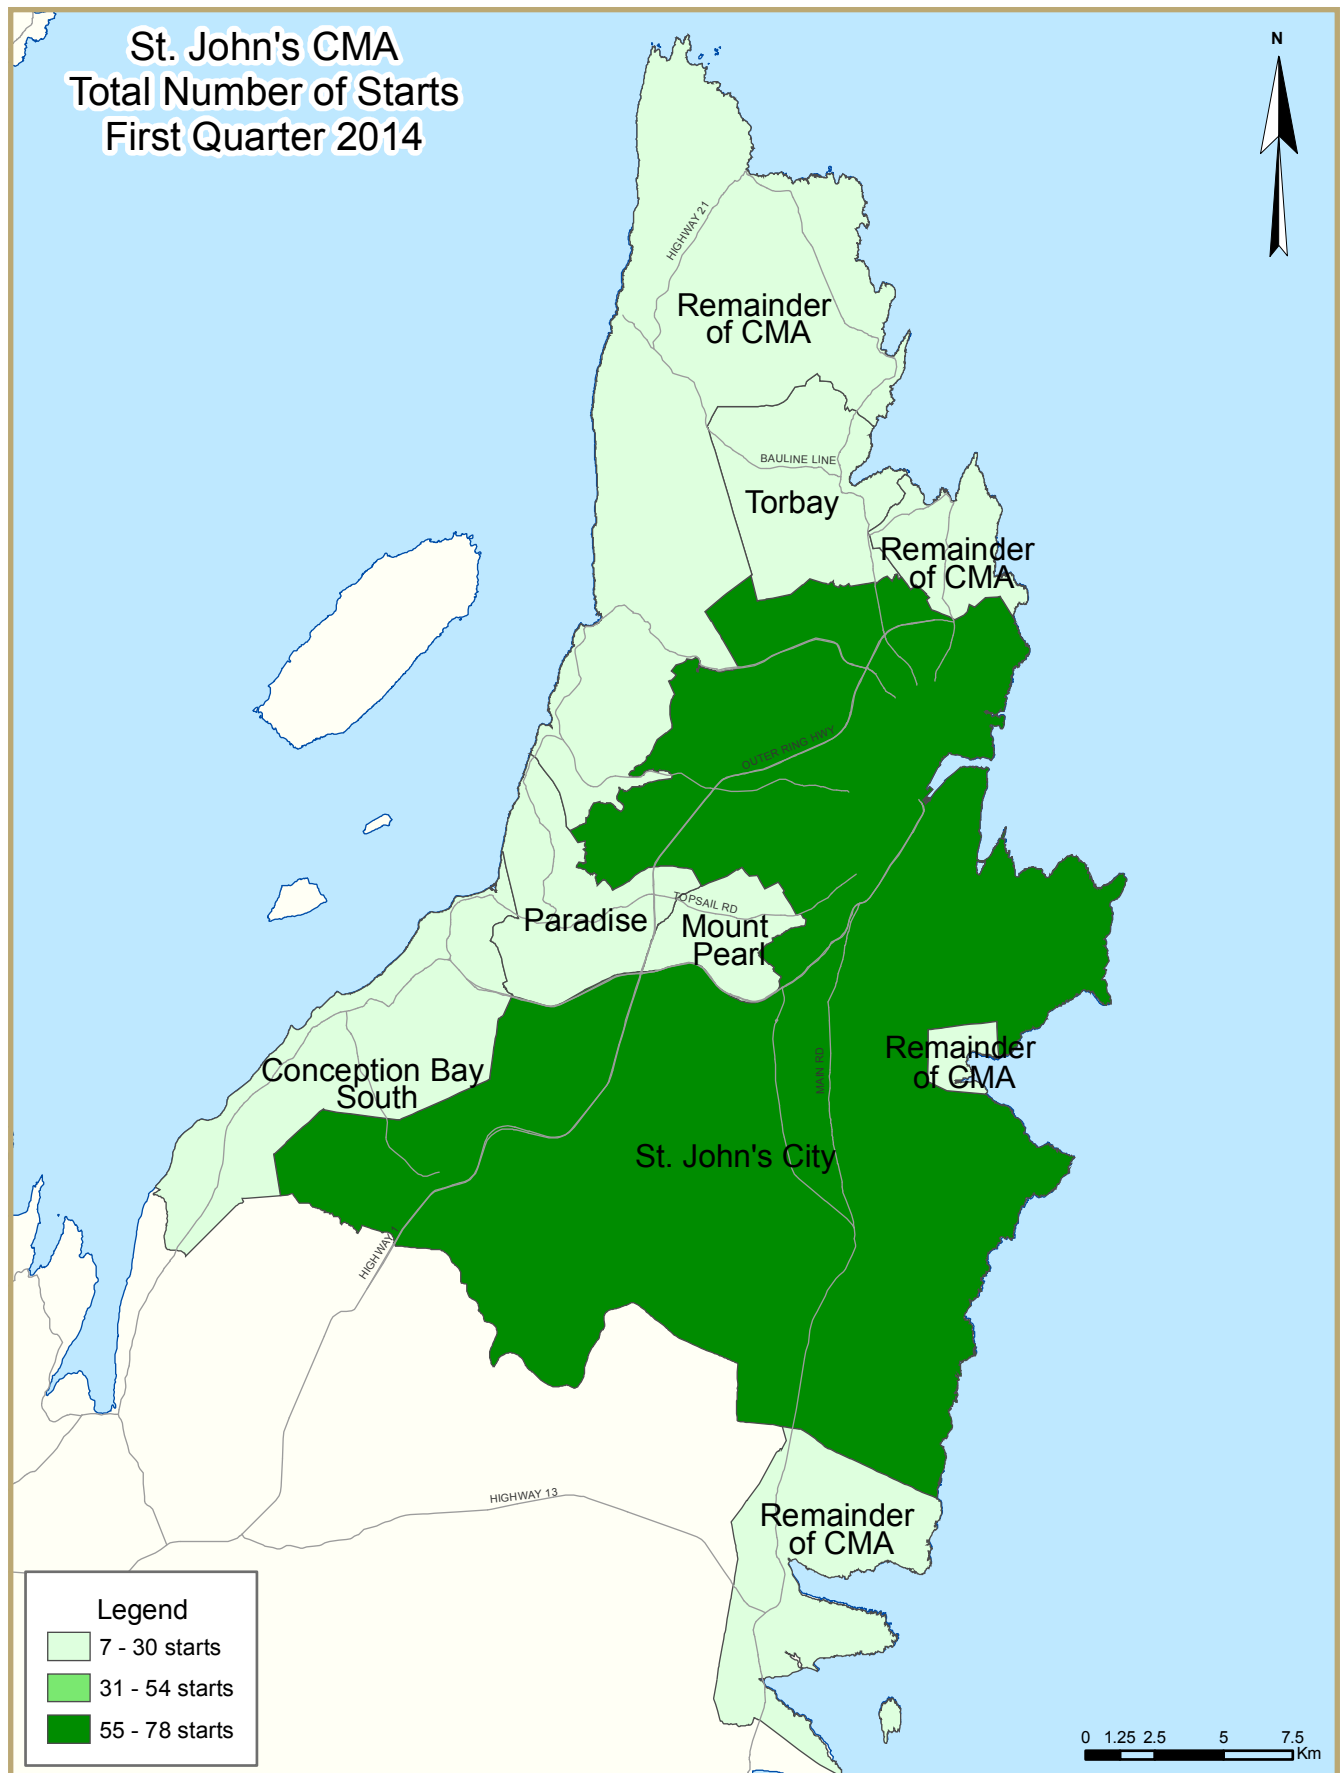 St. John's CMA
Total Number of Starts
First Quarter 2014
N
HIGHWAY 21
Remainder
of CMA
BAULINE LINE
Torbay
Remainder
of CMA
OUTER RING HWY
TOPSAIL RD
Paradise
Mount
Pearl
Conception Bay
South
MAIN RD
Remainder
of CMA
St. John's City
HIGHWAY 1
HIGHWAY 13
Remainder
of CMA
Legend
7 - 30 starts
31 - 54 starts
55 - 78 starts
0 1.25 2.5 5 7.5
Km